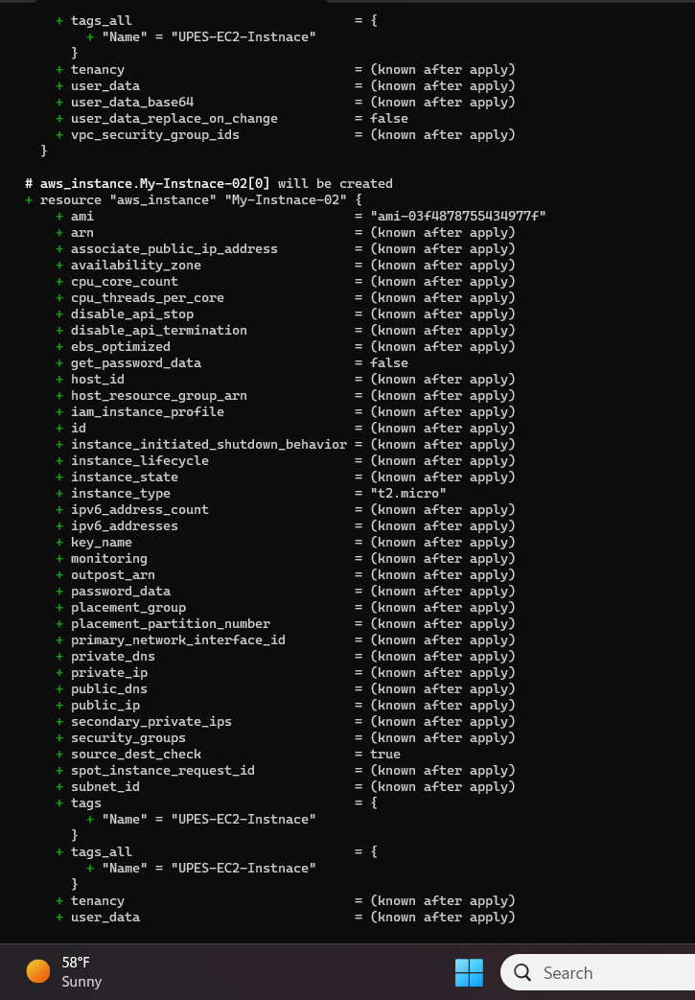 + tags_all = {
+ "Name" = "UPES-EC2-Instnace"
}
+ tenancy = (known after apply)
+ user_data = (known after apply)
+ user_data_base64 = (known after apply)
+ user_data_replace_on_change = false
+ vpc_security_group_ids = (known after apply)
}
# aws_instance.My-Instnace-02[0] will be created
+ resource "aws_instance" "My-Instnace-02" {
+ ami = "ami-03f4878755434977f"
+ arn = (known after apply)
+ associate_public_ip_address = (known after apply)
+ availability_zone = (known after apply)
+ cpu_core_count = (known after apply)
+ cpu_threads_per_core = (known after apply)
+ disable_api_stop = (known after apply)
+ disable_api_termination = (known after apply)
+ ebs_optimized = (known after apply)
+ get_password_data = false
+ host_id = (known after apply)
+ host_resource_group_arn = (known after apply)
+ iam_instance_profile = (known after apply)
+ id = (known after apply)
+ instance_initiated_shutdown_behavior = (known after apply)
+ instance_lifecycle = (known after apply)
+ instance_state = (known after apply)
+ instance_type = "t2.micro"
+ ipv6_address_count = (known after apply)
+ ipv6_addresses = (known after apply)
+ key_name = (known after apply)
+ monitoring = (known after apply)
+ outpost_arn = (known after apply)
+ password_data = (known after apply)
+ placement_group = (known after apply)
+ placement_partition_number = (known after apply)
+ primary_network_interface_id = (known after apply)
+ private_dns = (known after apply)
+ private_ip = (known after apply)
+ public_dns = (known after apply)
+ public_ip = (known after apply)
+ secondary_private_ips = (known after apply)
+ security_groups = (known after apply)
+ source_dest_check = true
+ spot_instance_request_id = (known after apply)
+ subnet_id = (known after apply)
+ tags = {
+ "Name" = "UPES-EC2-Instnace"
}
+ tags_all = {
+ "Name" = "UPES-EC2-Instnace"
}
+ tenancy = (known after apply)
+ user_data = (known after apply)
58°F
Sunny
Search